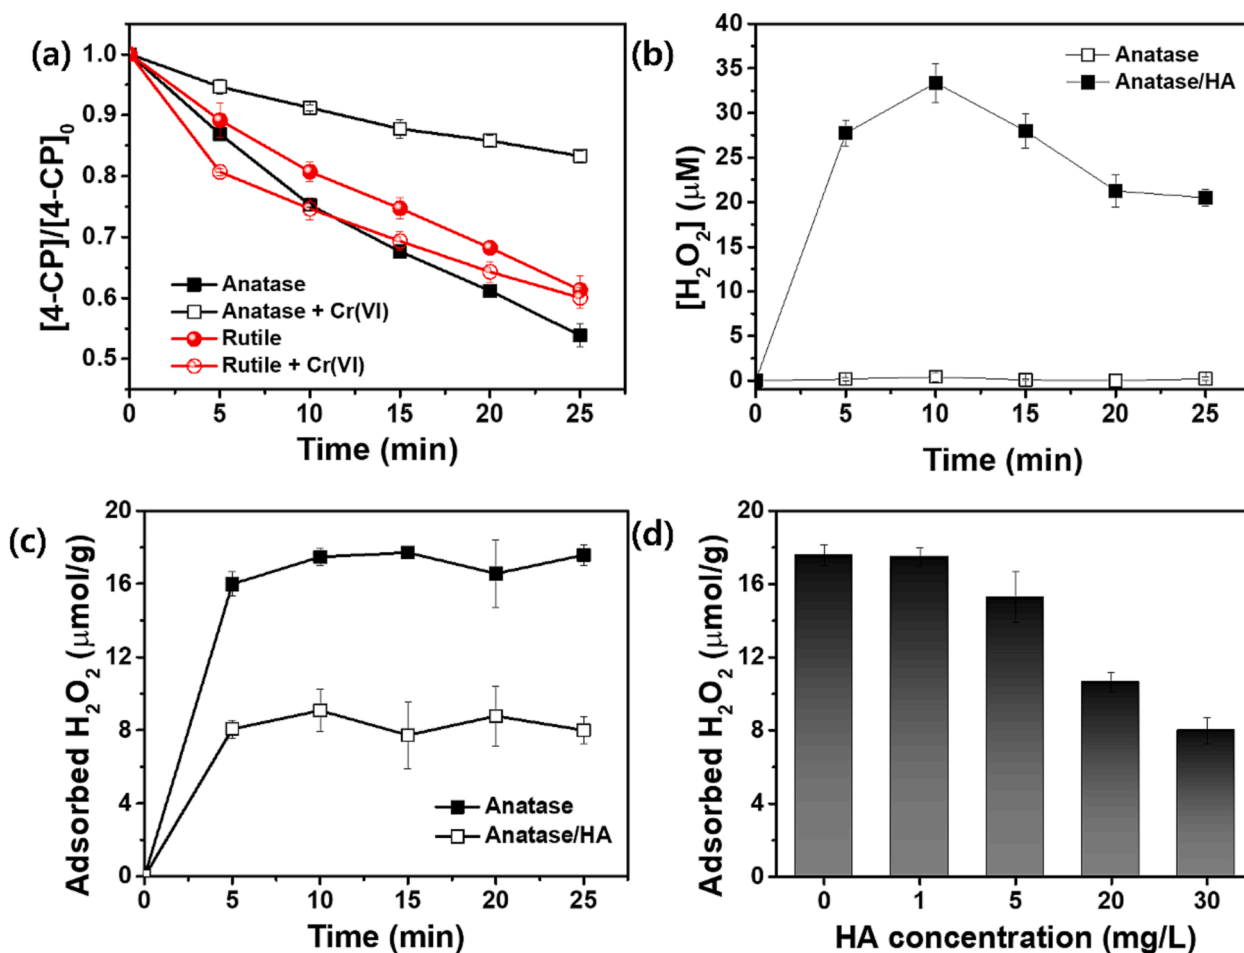 (a)
1.0
0.9
0.8
0.7
0.6
0.5
[4-CP]/[4-CP]₀
Anatase
Anatase + Cr(VI)
Rutile
Rutile + Cr(VI)
0 5 10 15 20 25
Time (min)
(b)
40
35
30
25
20
15
10
5
0
[H₂O₂] (μM)
Anatase
Anatase/HA
0 5 10 15 20 25
Time (min)
(c)
20
16
12
8
4
0
Adsorbed H₂O₂ (μmol/g)
Anatase
Anatase/HA
0 5 10 15 20 25
Time (min)
(d)
20
16
12
8
4
0
Adsorbed H₂O₂ (μmol/g)
0 1 5 20 30
HA concentration (mg/L)